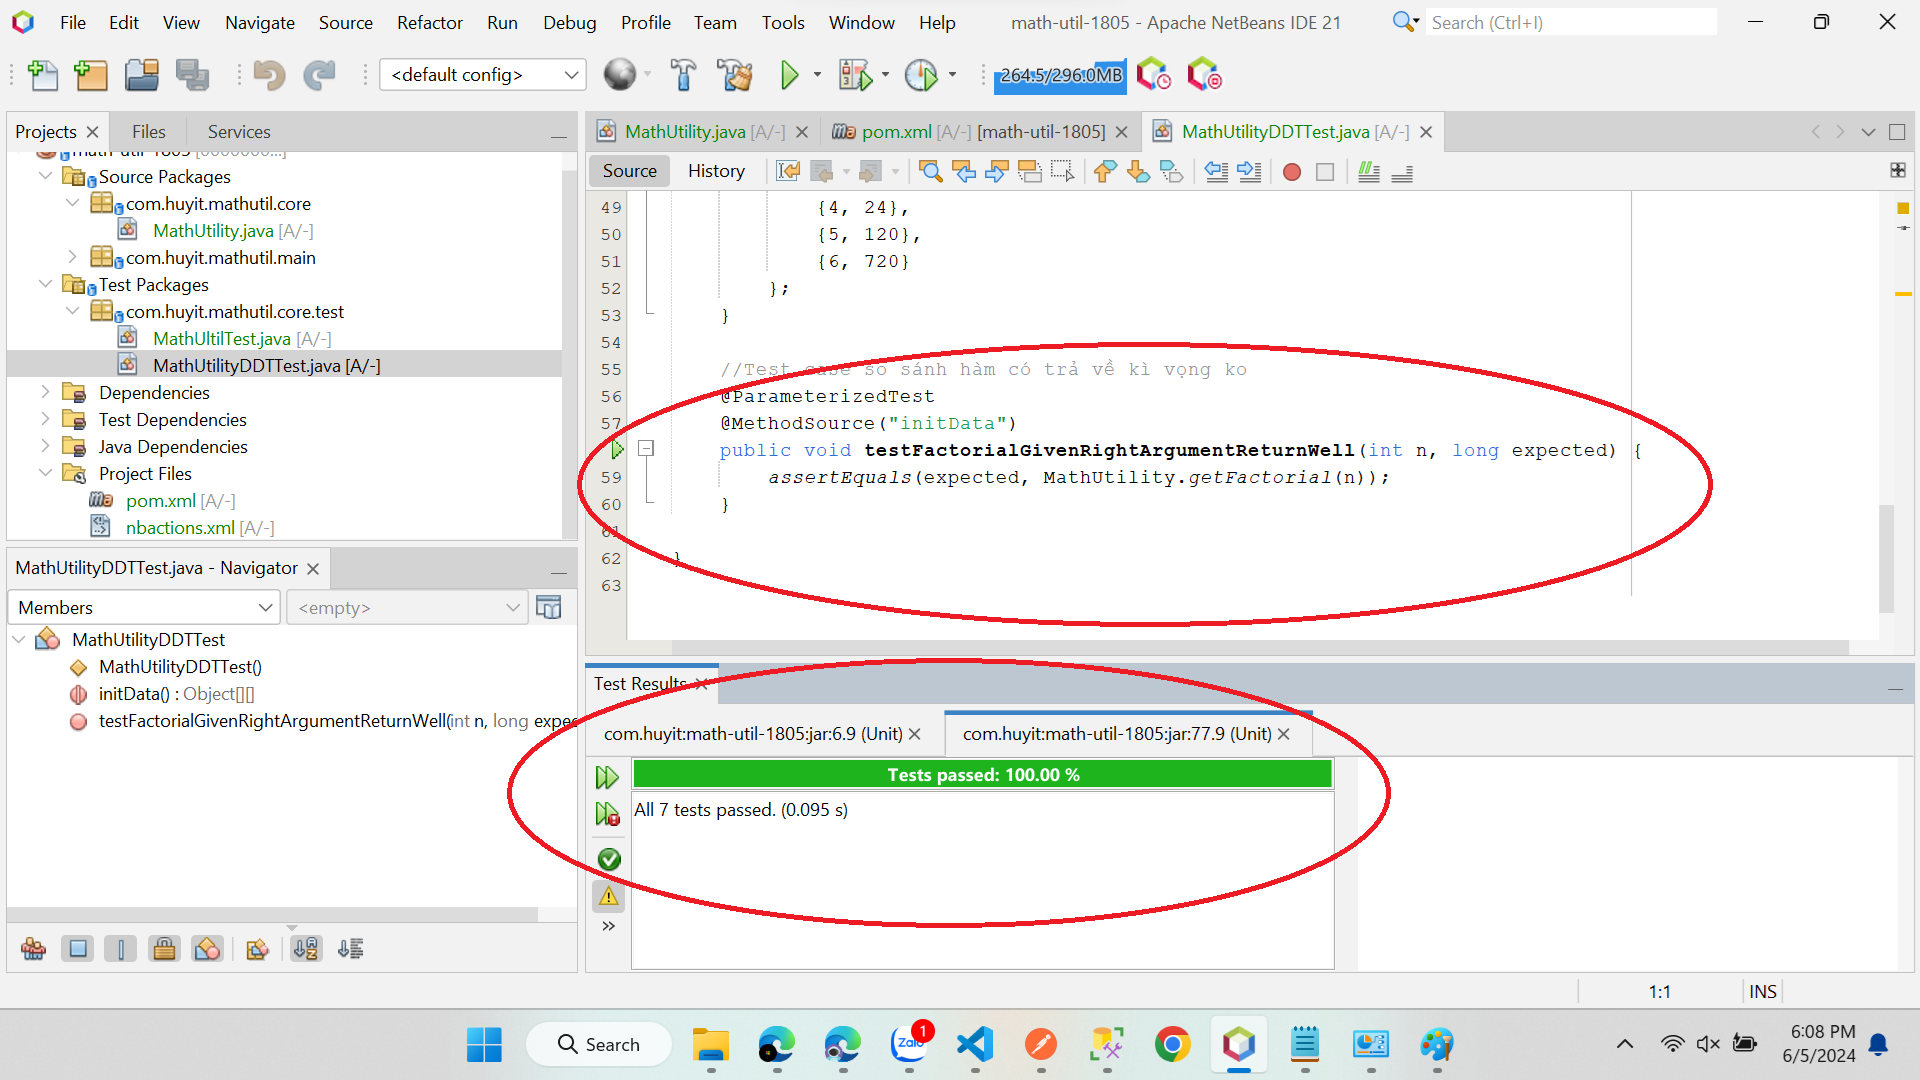 File Edit View Navigate Source Refactor Run Debug Profile Team Tools Window Help math-util-1805 - Apache NetBeans IDE 21 Search (Ctrl+I)
<default config> 264.5/296.0MB
Projects Files Services
Source Packages
com.huyit.mathutil.core
MathUtility.java [A/-]
com.huyit.mathutil.main
Test Packages
com.huyit.mathutil.core.test
MathUltilTest.java [A/-]
MathUtilityDDTTest.java [A/-]
Dependencies
Test Dependencies
Java Dependencies
Project Files
pom.xml [A/-]
nbactions.xml [A/-]
MathUtilityDDTTest.java - Navigator
Members <empty>
MathUtilityDDTTest
MathUtilityDDTTest()
initData() : Object[][]
testFactorialGivenRightArgumentReturnWell(int n, long expec
MathUtility.java [A/-] pom.xml [A/-] [math-util-1805] MathUtilityDDTTest.java [A/-]
Source History
49 {4, 24},
50 {5, 120},
51 {6, 720}
52 };
53 }
54
55 //Test case so sánh hàm có trả về kì vọng ko
56 @ParameterizedTest
57 @MethodSource("initData")
public void testFactorialGivenRightArgumentReturnWell(int n, long expected) {
59 assertEquals(expected, MathUtility.getFactorial(n));
60 }
61
62 }
63
Test Results
com.huyit:math-util-1805:jar:6.9 (Unit) com.huyit:math-util-1805:jar:77.9 (Unit)
Tests passed: 100.00 %
All 7 tests passed. (0.095 s)
1:1 INS
Search
Zalo 1
6:08 PM
6/5/2024